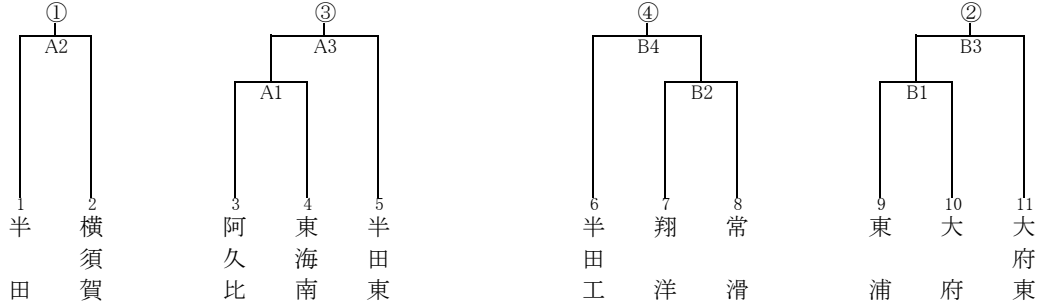 ① ③ ④ ②
A2 A3 B4 B3
A1 B2 B1
1 2 3 4 5 6 7 8 9 10 11
半田
横須賀
阿久比
東海南
半田東
半田工
翔洋
常滑
東浦
大府
大府東